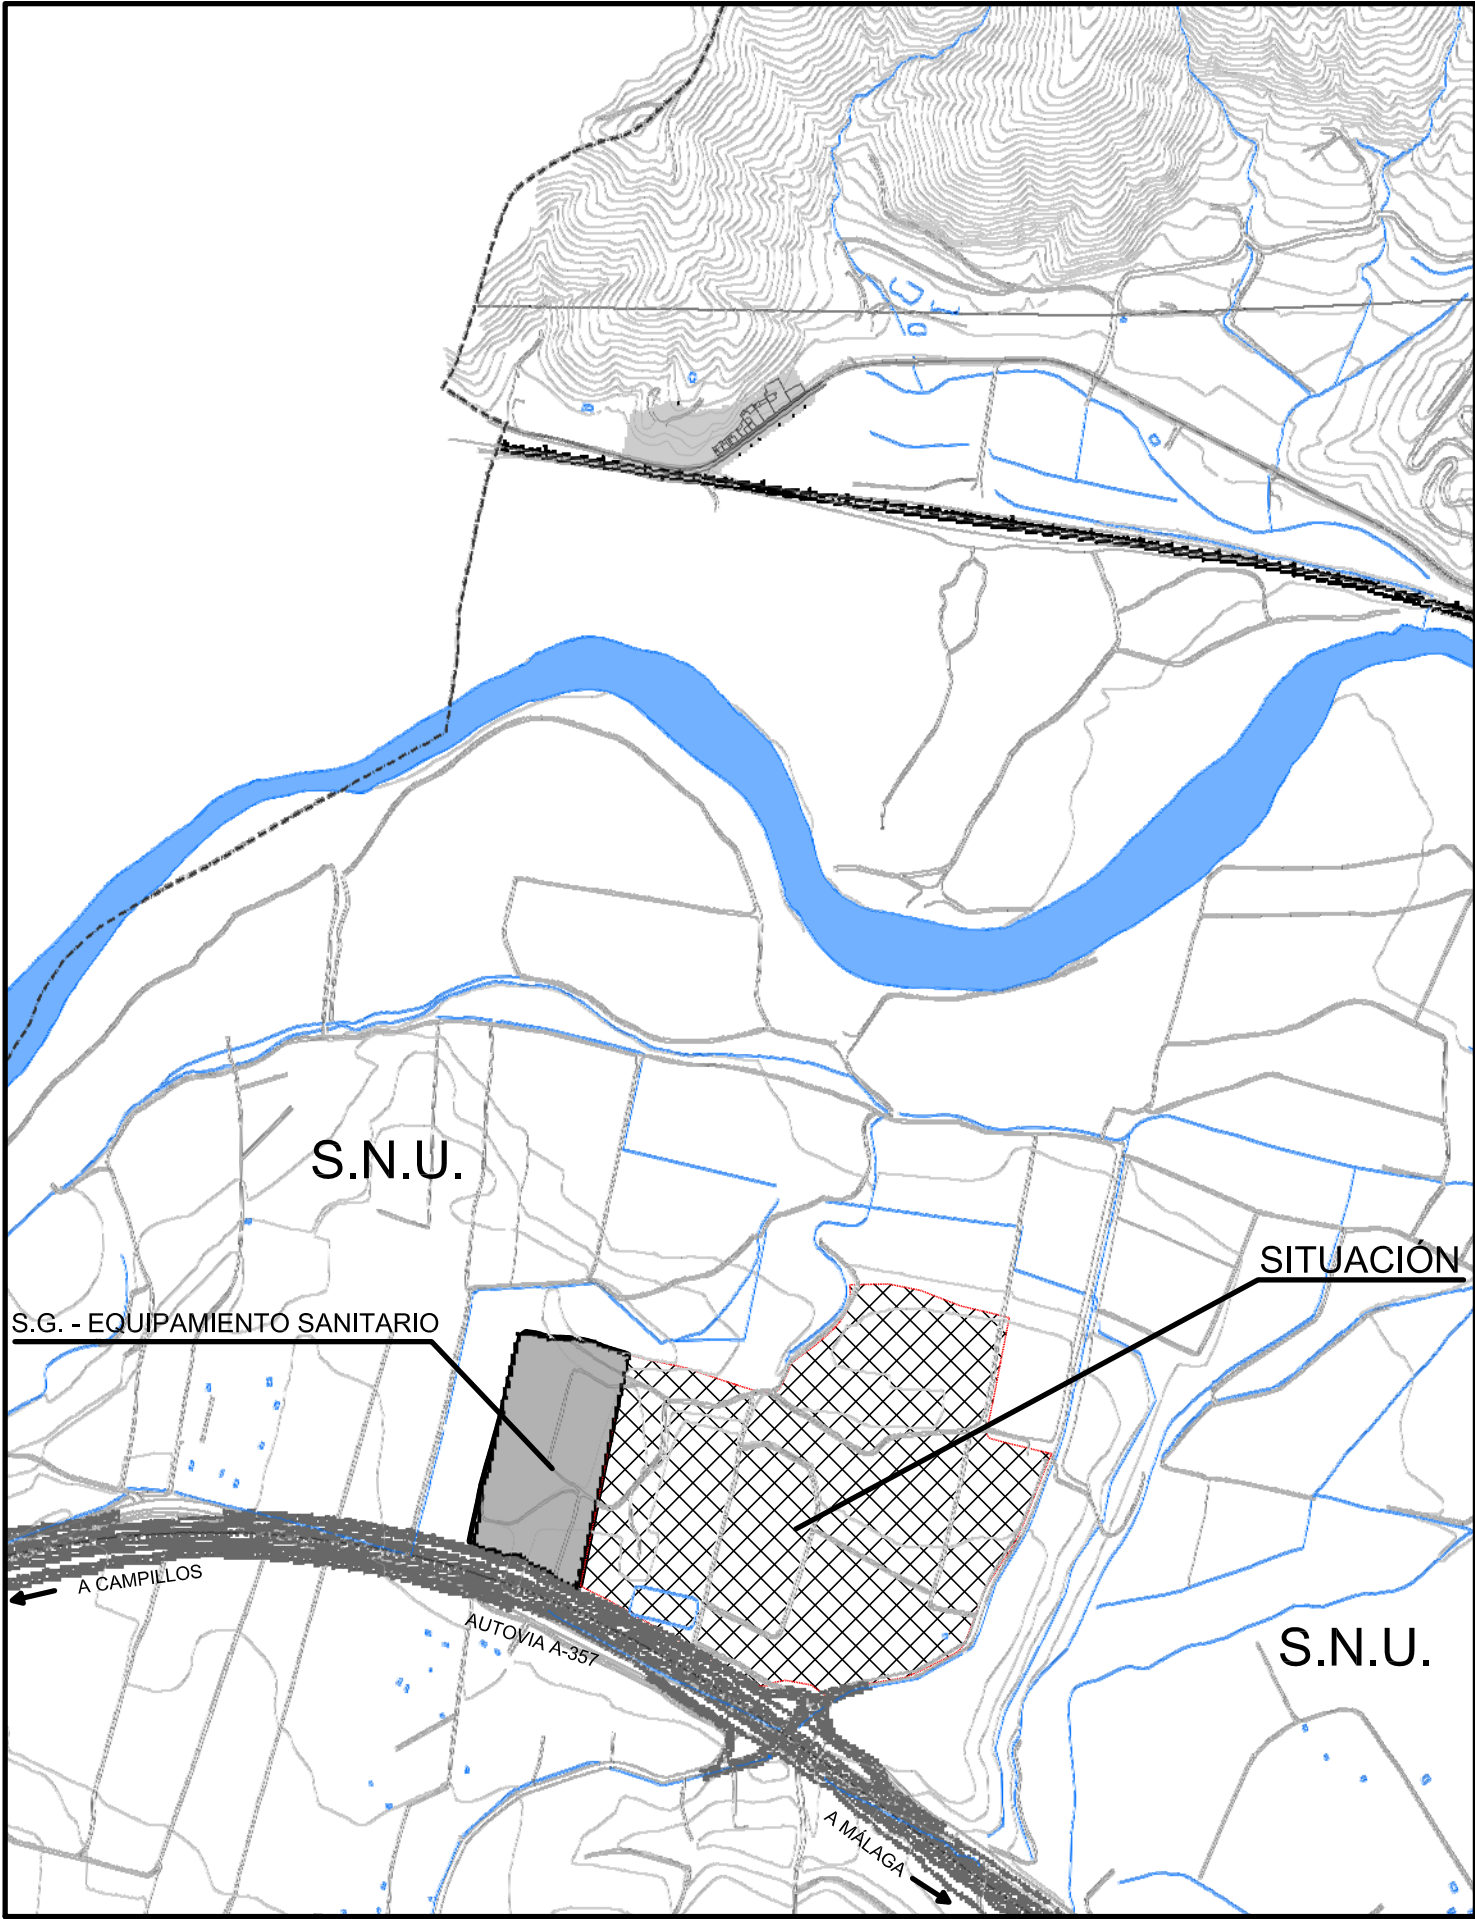 S.N.U.
SITUACIÓN
S.G. - EQUIPAMIENTO SANITARIO
A CAMPILLOS
AUTOVIA A-357
S.N.U.
A MÁLAGA